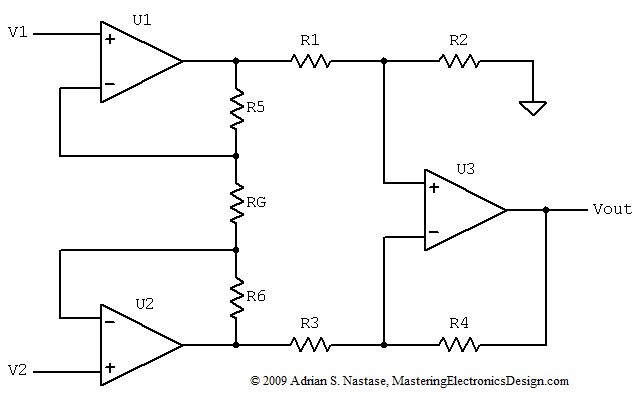 U1
V1
+
−
R1
R2
R5
U3
+
−
RG
Vout
U2
−
+
R6
R3
R4
V2
© 2009 Adrian S. Nastase, MasteringElectronicsDesign.com